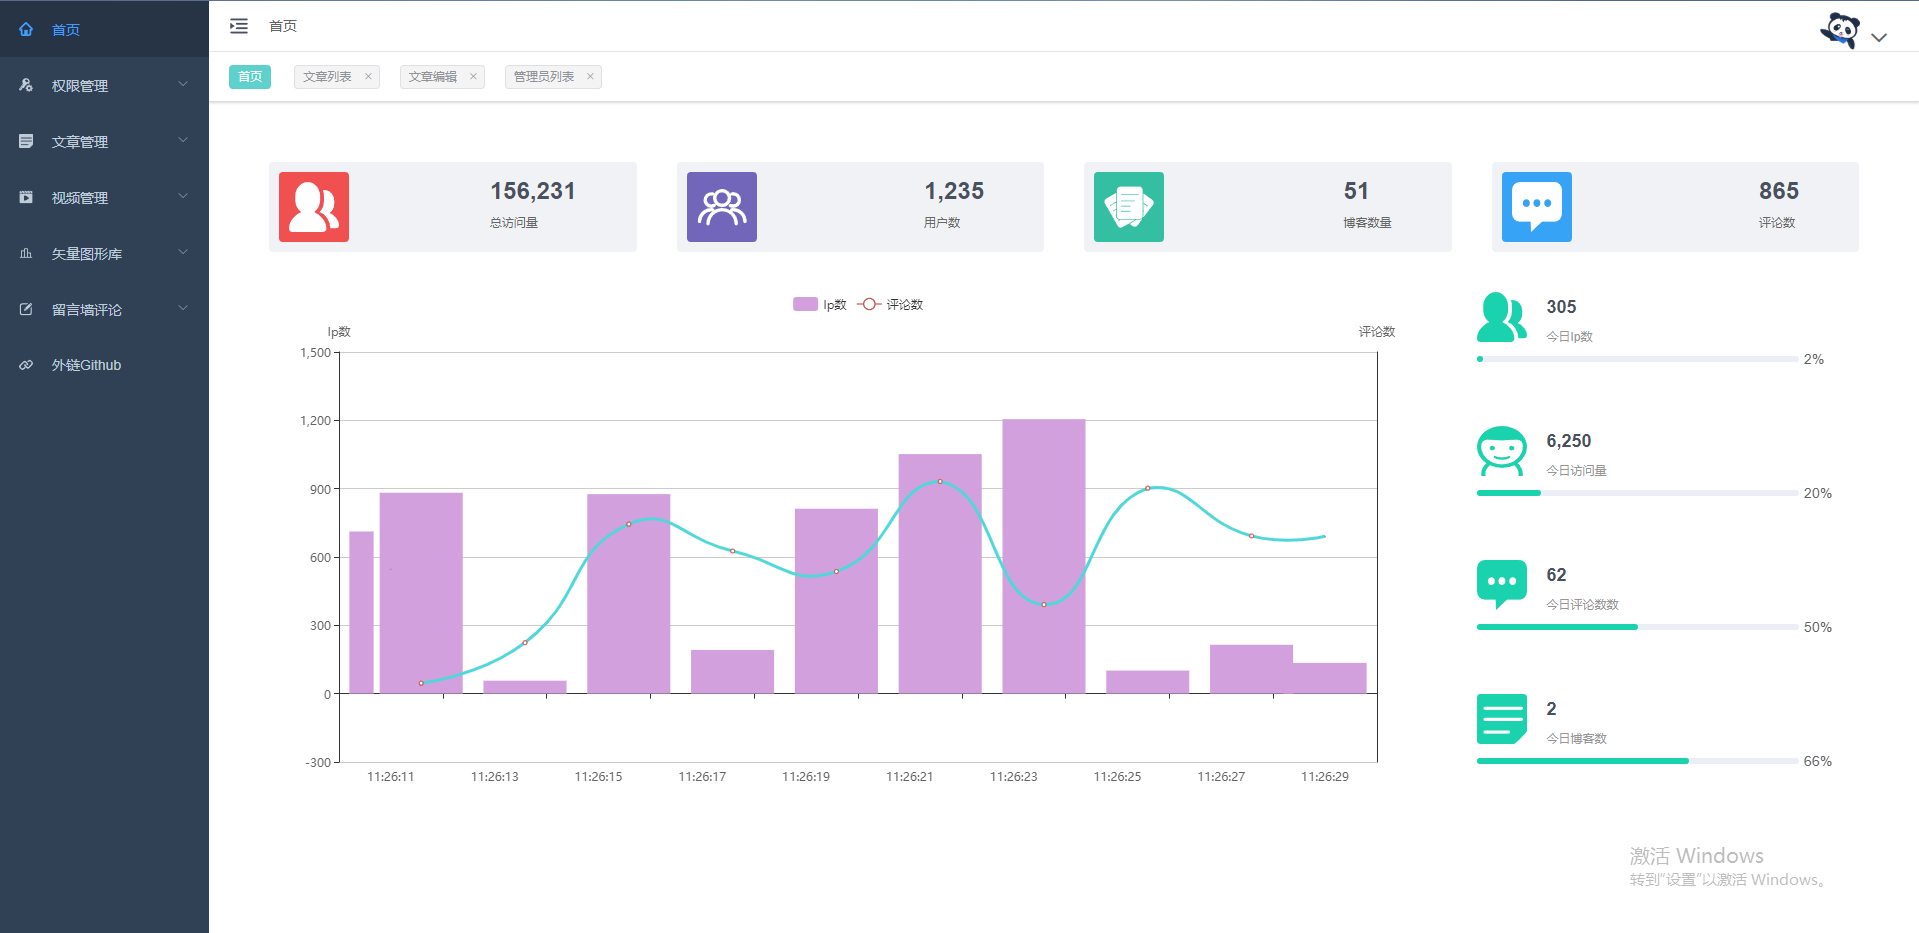 首页
权限管理
文章管理
视频管理
矢量图形库
留言墙评论
外链Github
首页
首页 文章列表 × 文章编辑 × 管理员列表 ×
156,231
总访问量
1,235
用户数
51
博客数量
865
评论数
Ip数 评论数
Ip数
评论数
1,500
1,200
900
600
300
0
-300
11:26:11 11:26:13 11:26:15 11:26:17 11:26:19 11:26:21 11:26:23 11:26:25 11:26:27 11:26:29
305
今日Ip数
2%
6,250
今日访问量
20%
62
今日评论数数
50%
2
今日博客数
66%
激活 Windows
转到"设置"以激活 Windows。